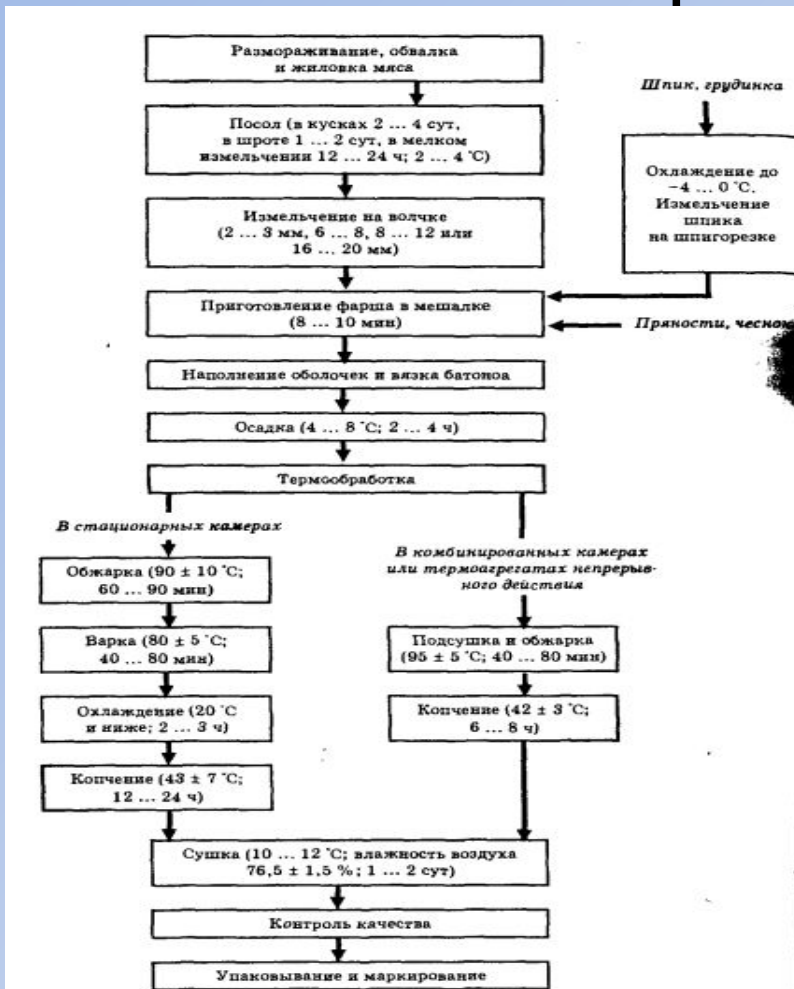 Размораживание, обвалка
и жиловка мяса
Шпик, грудинка
Посол (в кусках 2 ... 4 сут,
в шроте 1 ... 2 сут, в мелком
измельчении 12 ... 24 ч; 2 ... 4 °С)
Охлаждение до
−4 ... 0 °С.
Измельчение
шпика
на шпигорезке
Измельчение на волчке
(2 ... 3 мм, 6 ... 8, 8 ... 12 или
16 ... 20 мм)
Приготовление фарша в мешалке
(8 ... 10 мин)
Пряности, чеснок
Наполнение оболочек и вязка батоноа
Осадка (4 ... 8 °С; 2 ... 4 ч)
Термообработка
В стационарных камерах
Обжарка (90 ± 10 °С;
60 ... 90 мин)
Варка (80 ± 5 °С;
40 ... 80 мин)
Охлаждение (20 °С
и ниже; 2 ... 3 ч)
Копчение (43 ± 7 °С;
12 ... 24 ч)
В комбинированных камерах
или термоагрегатах непрерыв-
ного действия
Подсушка и обжарка
(95 ± 5 °С; 40 ... 80 мин)
Копчение (42 ± 3 °С;
6 ... 8 ч)
Сушка (10 ... 12 °С; влажность воздуха
76,5 ± 1,5 %; 1 ... 2 сут)
Контроль качества
Упаковывание и маркирование